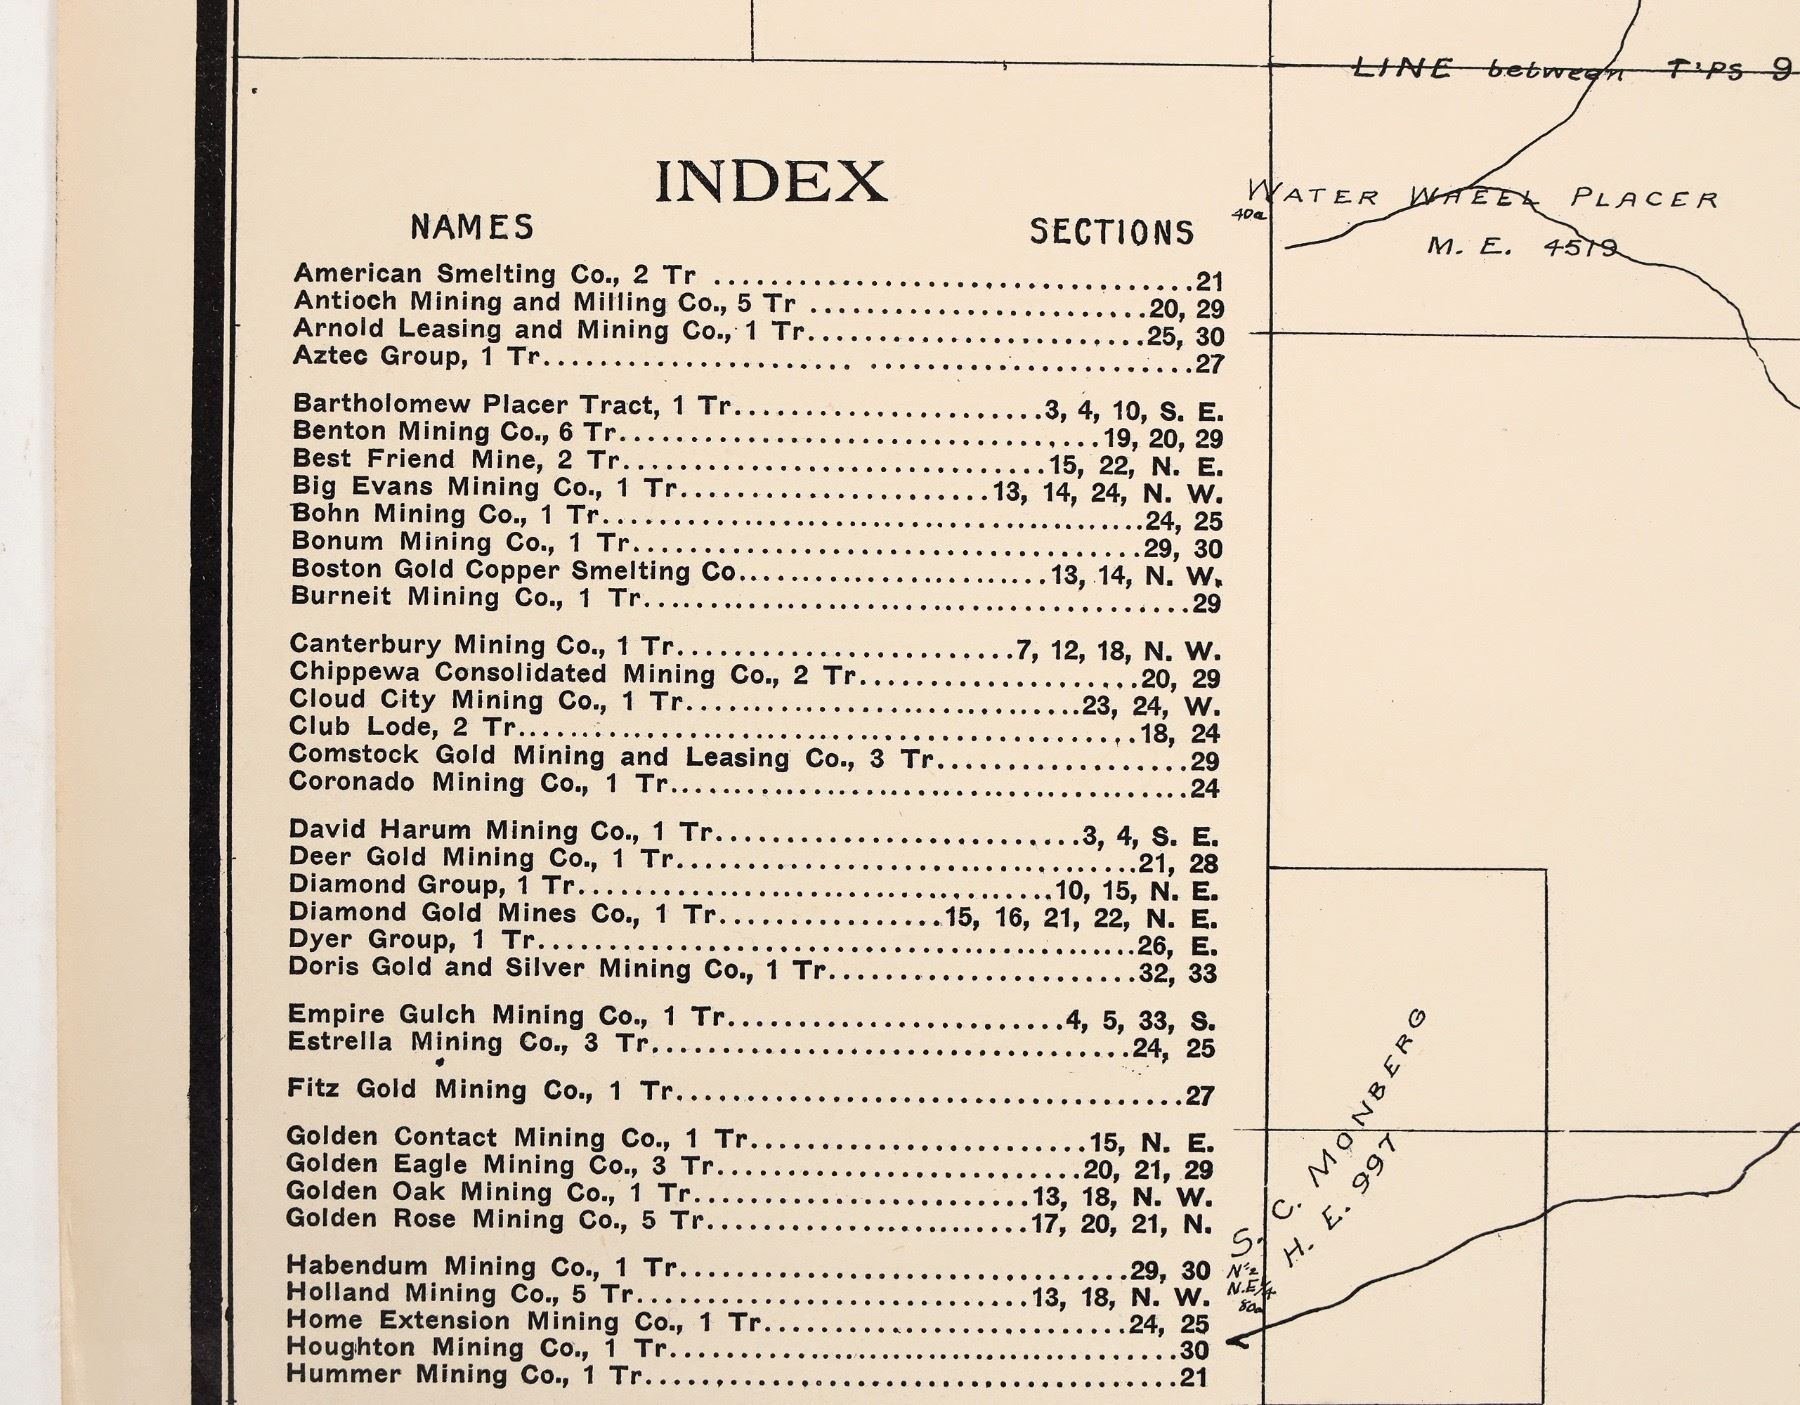 LINE between T'PS 9
WATER WHEEL PLACER
40a
M. E. 4519
INDEX
NAMES SECTIONS
American Smelting Co., 2 Tr ..................................21
Antioch Mining and Milling Co., 5 Tr ........................20, 29
Arnold Leasing and Mining Co., 1 Tr........................25, 30
Aztec Group, 1 Tr............................................27
Bartholomew Placer Tract, 1 Tr......................3, 4, 10, S. E.
Benton Mining Co., 6 Tr..................................19, 20, 29
Best Friend Mine, 2 Tr..............................15, 22, N. E.
Big Evans Mining Co., 1 Tr......................13, 14, 24, N. W.
Bohn Mining Co., 1 Tr......................................24, 25
Bonum Mining Co., 1 Tr....................................29, 30
Boston Gold Copper Smelting Co......................13, 14, N. W.
Burneit Mining Co., 1 Tr.......................................29
Canterbury Mining Co., 1 Tr........................7, 12, 18, N. W.
Chippewa Consolidated Mining Co., 2 Tr....................20, 29
Cloud City Mining Co., 1 Tr............................23, 24, W.
Club Lode, 2 Tr............................................18, 24
Comstock Gold Mining and Leasing Co., 3 Tr..................29
Coronado Mining Co., 1 Tr.....................................24
David Harum Mining Co., 1 Tr..........................3, 4, S. E.
Deer Gold Mining Co., 1 Tr.................................21, 28
Diamond Group, 1 Tr..................................10, 15, N. E.
Diamond Gold Mines Co., 1 Tr................15, 16, 21, 22, N. E.
Dyer Group, 1 Tr..........................................26, E.
Doris Gold and Silver Mining Co., 1 Tr......................32, 33
Empire Gulch Mining Co., 1 Tr........................4, 5, 33, S.
Estrella Mining Co., 3 Tr..................................24, 25
Fitz Gold Mining Co., 1 Tr....................................27
Golden Contact Mining Co., 1 Tr........................15, N. E.
Golden Eagle Mining Co., 3 Tr..........................20, 21, 29
Golden Oak Mining Co., 1 Tr........................13, 18, N. W.
Golden Rose Mining Co., 5 Tr.......................17, 20, 21, N.
Habendum Mining Co., 1 Tr................................29, 30
Holland Mining Co., 5 Tr............................13, 18, N. W.
Home Extension Mining Co., 1 Tr..........................24, 25
Houghton Mining Co., 1 Tr....................................30
Hummer Mining Co., 1 Tr......................................21
S. C. MONBERG
H. E. 997
N½
N.E¼
80a